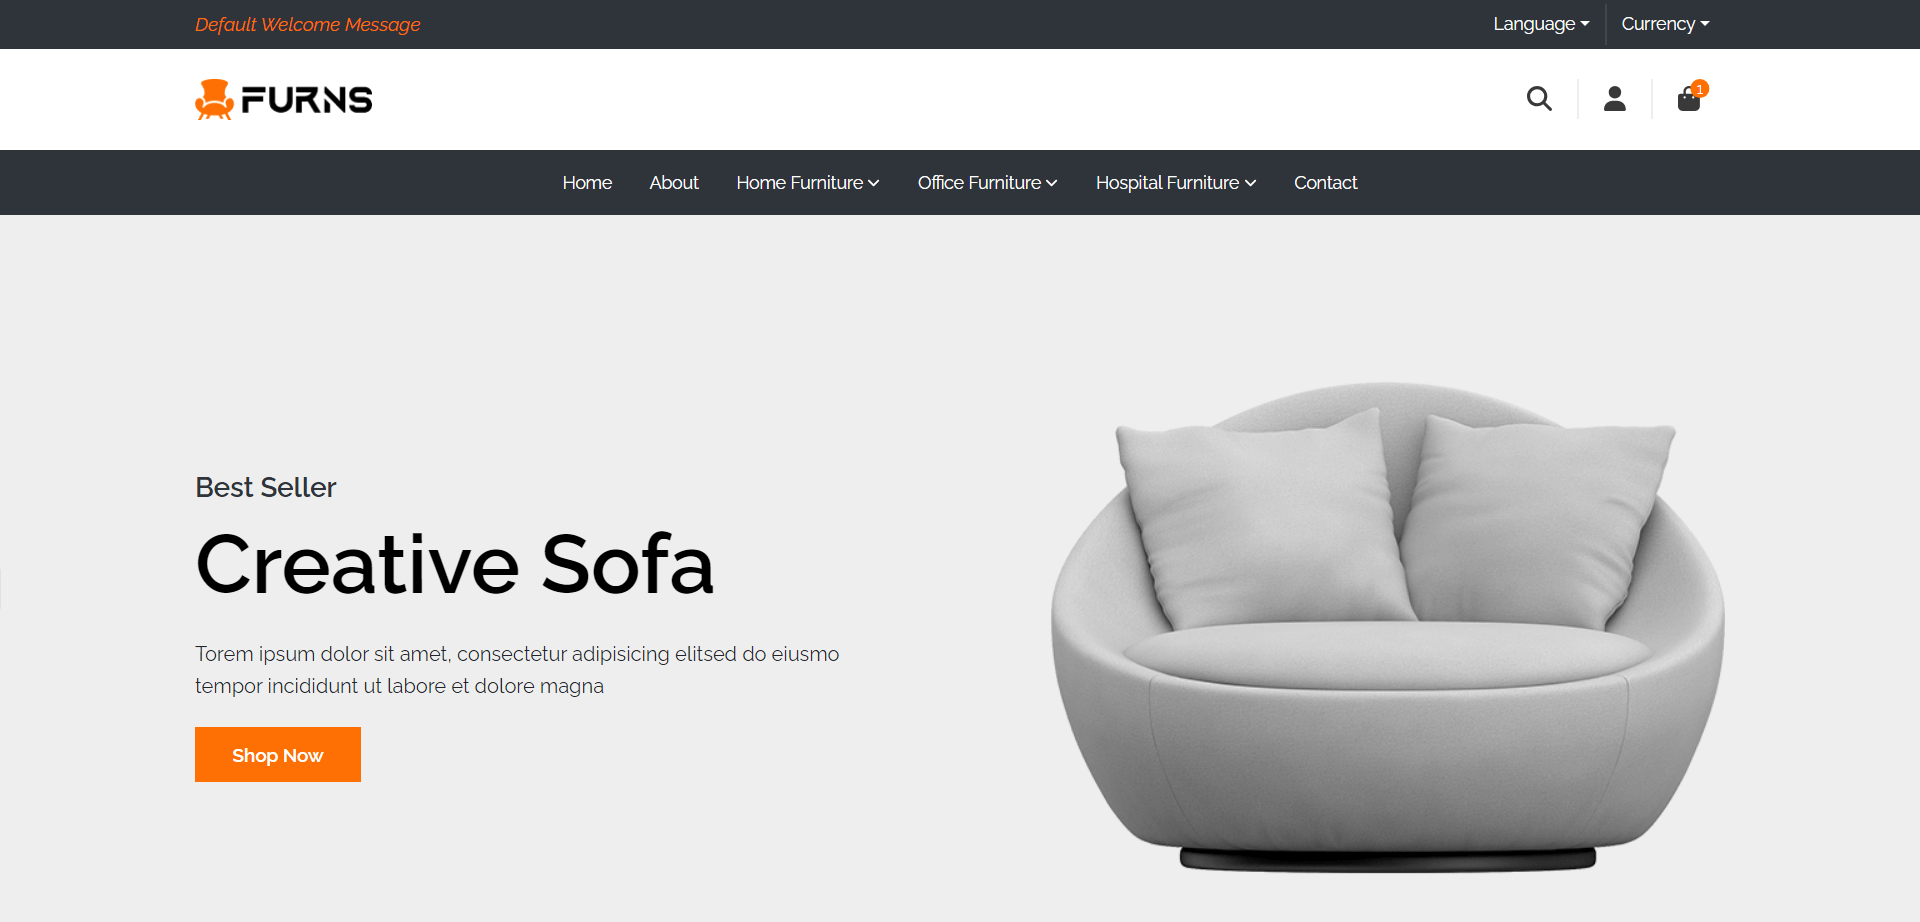 Default Welcome Message
Language
Currency
FURNS
1
Home
About
Home Furniture
Office Furniture
Hospital Furniture
Contact
Best Seller
Creative Sofa
Torem ipsum dolor sit amet, consectetur adipisicing elitsed do eiusmo
tempor incididunt ut labore et dolore magna
Shop Now